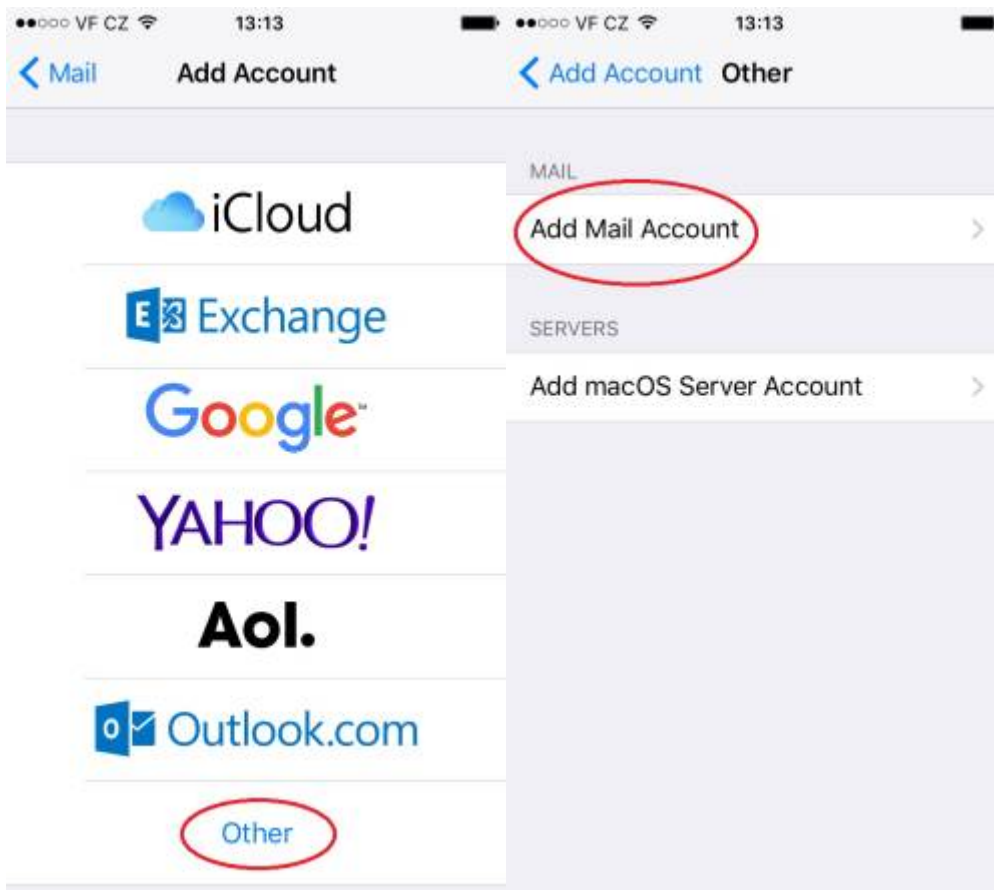 VF CZ 13:13
Mail Add Account
iCloud
E Exchange
Google™
YAHOO!
Aol.
o Outlook.com
Other
VF CZ 13:13
Add Account Other
MAIL
Add Mail Account
SERVERS
Add macOS Server Account